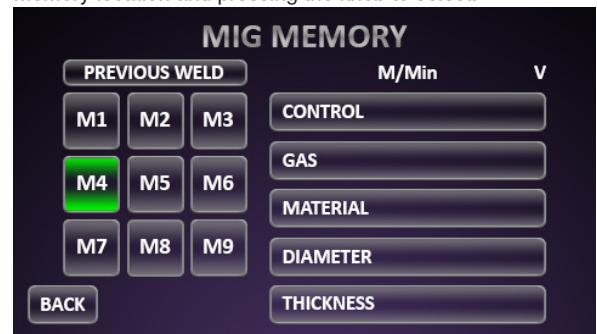 MIG MEMORY
PREVIOUS WELD
M/Min V
M1 M2 M3
M4 M5 M6
M7 M8 M9
CONTROL
GAS
MATERIAL
DIAMETER
THICKNESS
BACK